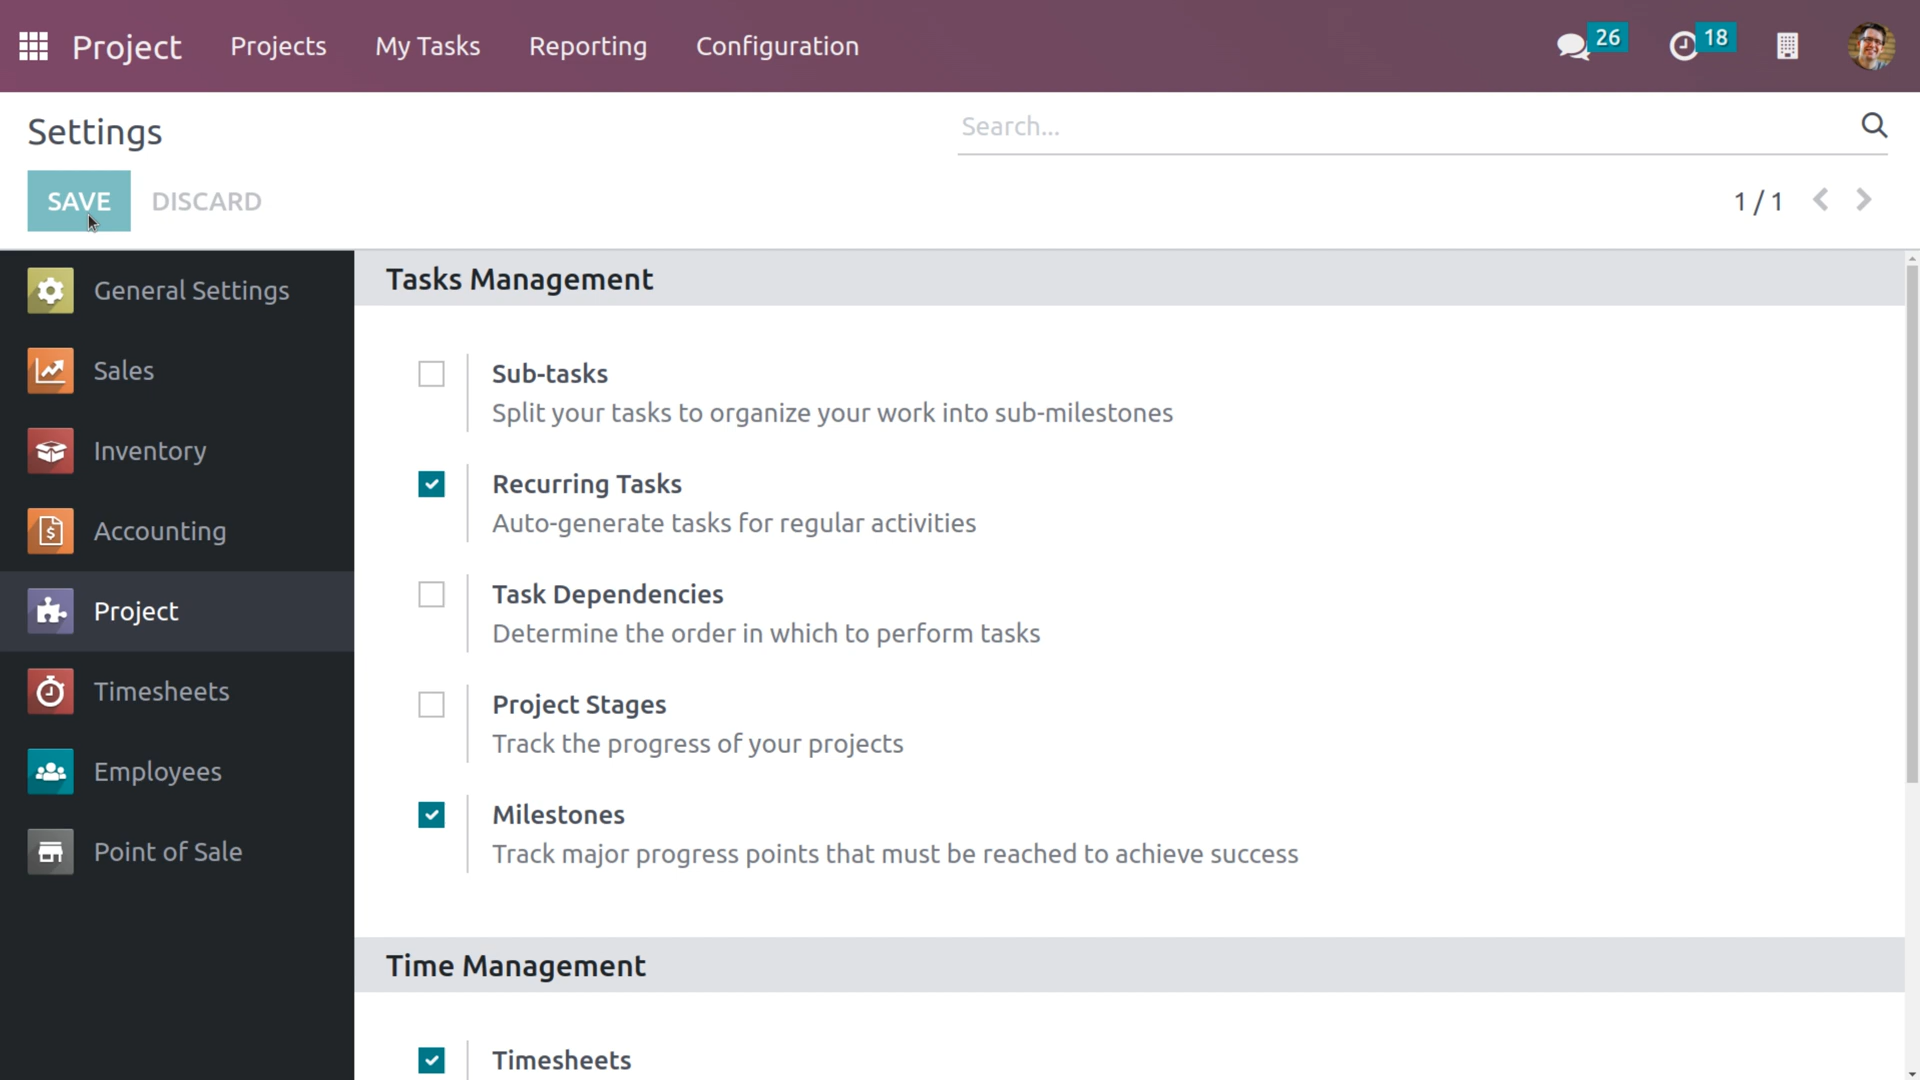 Project Projects My Tasks Reporting Configuration 26 18
Settings
Search...
SAVE DISCARD
1 / 1
General Settings
Sales
Inventory
Accounting
Project
Timesheets
Employees
Point of Sale
Tasks Management
Sub-tasks
Split your tasks to organize your work into sub-milestones
Recurring Tasks
Auto-generate tasks for regular activities
Task Dependencies
Determine the order in which to perform tasks
Project Stages
Track the progress of your projects
Milestones
Track major progress points that must be reached to achieve success
Time Management
Timesheets